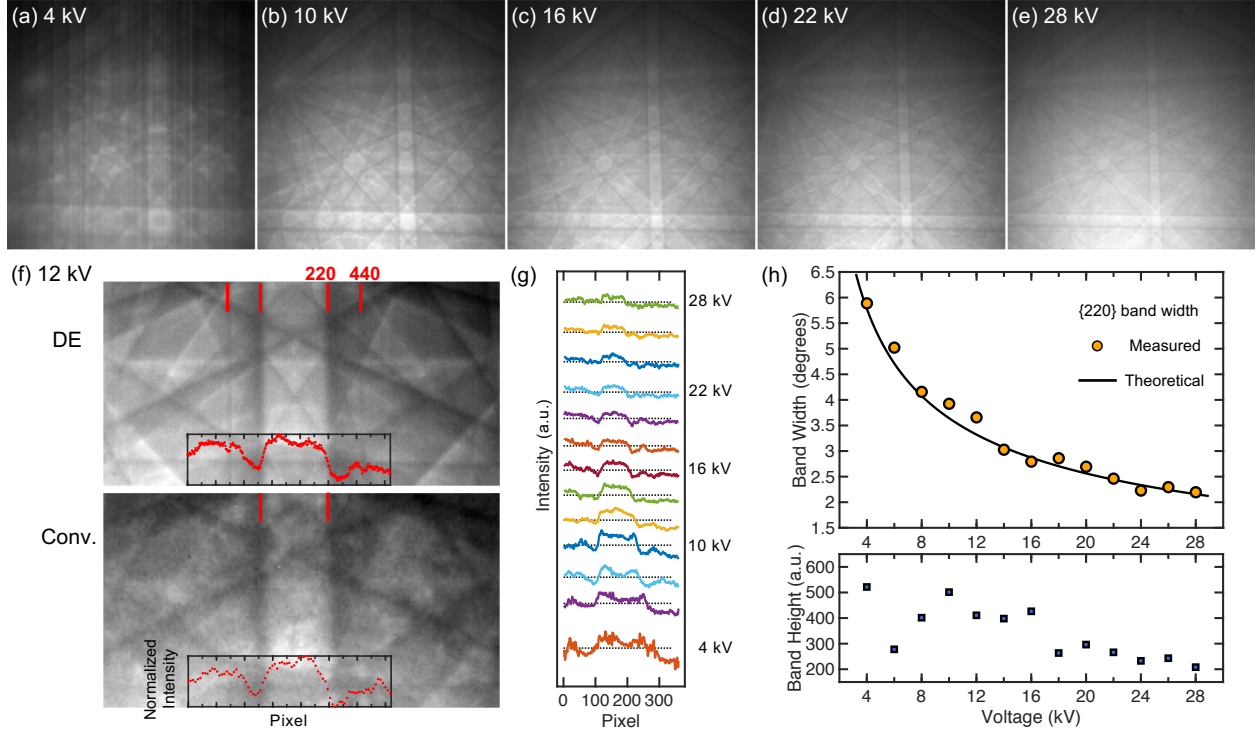 (a) 4 kV
(b) 10 kV
(c) 16 kV
(d) 22 kV
(e) 28 kV
(f) 12 kV
220
440
DE
Conv.
Normalized
Intensity
Pixel
(g)
28 kV
22 kV
16 kV
10 kV
4 kV
Intensity (a.u.)
0 100 200 300
Pixel
(h)
6.5
6
5.5
5
4.5
4
3.5
3
2.5
2
1.5
Band Width (degrees)
{220} band width
Measured
Theoretical
4 8 12 16 20 24 28
600
500
400
300
200
Band Height (a.u.)
4 8 12 16 20 24 28
Voltage (kV)